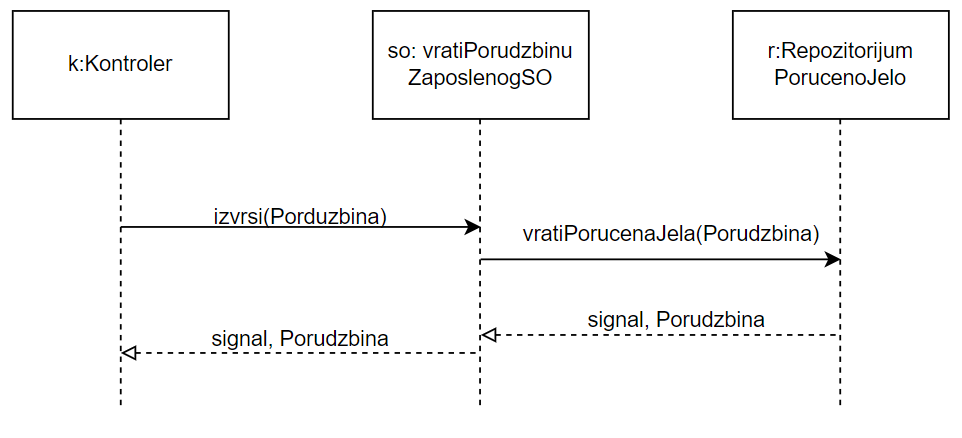 k:Kontroler
so: vratiPorudzbinu
ZaposlenogSO
r:Repozitorijum
PorucenoJelo
izvrsi(Porduzbina)
vratiPorucenaJela(Porudzbina)
signal, Porudzbina
signal, Porudzbina